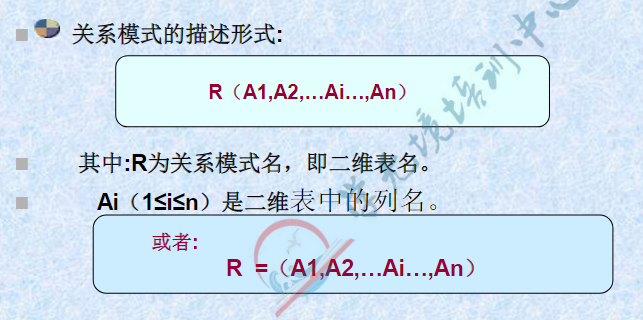 关系模式的描述形式:
R（A1,A2,…Ai…,An）
其中:R为关系模式名，即二维表名。
Ai（1≤i≤n）是二维表中的列名。
或者:
R =（A1,A2,…Ai…,An）